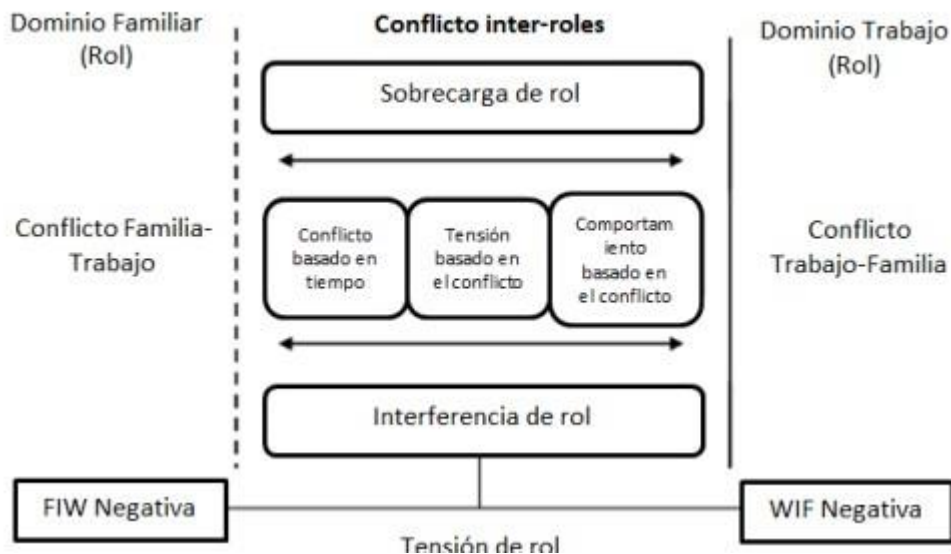 Dominio Familiar
(Rol)
Conflicto inter-roles
Dominio Trabajo
(Rol)
Sobrecarga de rol
Conflicto Familia-
Trabajo
Conflicto
basado en
tiempo
Tensión
basado en
el conflicto
Comportam
iento
basado en
el conflicto
Conflicto
Trabajo-Familia
Interferencia de rol
FIW Negativa
WIF Negativa
Tensión de rol